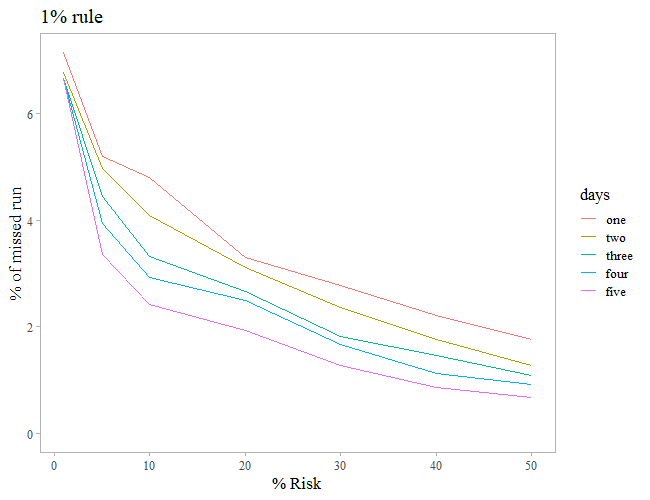 1% rule
% of missed run
6
4
2
0
0 10 20 30 40 50
% Risk
days
one
two
three
four
five